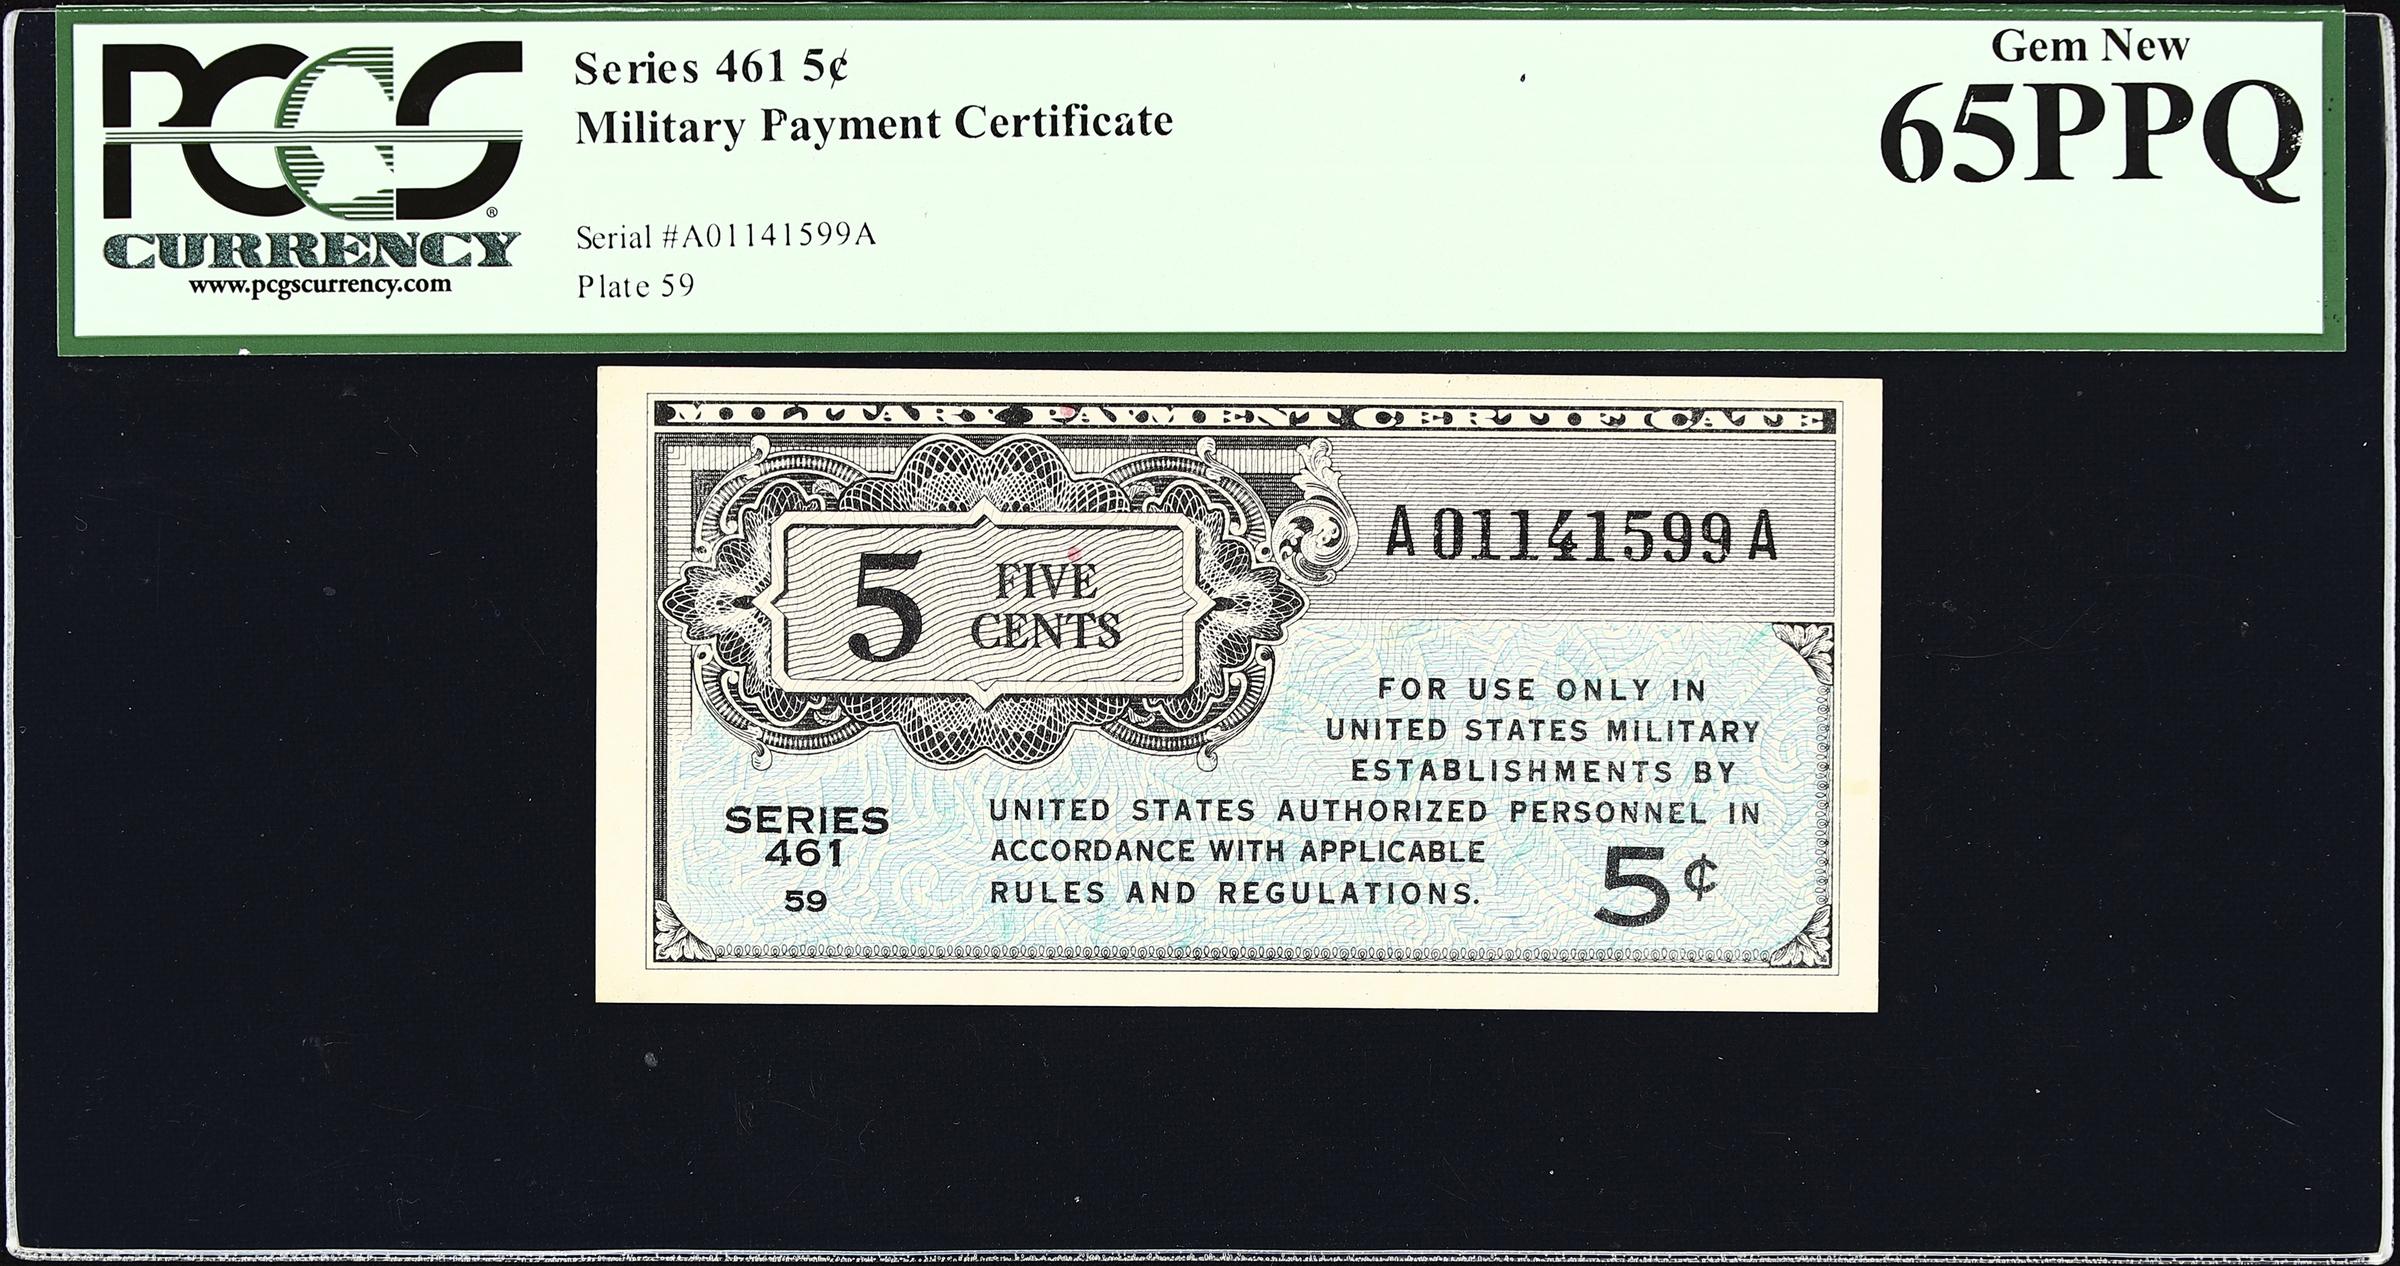 PCGS
CURRENCY
www.pcgscurrency.com
Series 461 5¢
Military Payment Certificate
Serial #A01141599A
Plate 59
Gem New
65PPQ
MILITARY PAYMENT CERTIFICATE
A01141599A
5 FIVE
CENTS
FOR USE ONLY IN
UNITED STATES MILITARY
ESTABLISHMENTS BY
UNITED STATES AUTHORIZED PERSONNEL IN
ACCORDANCE WITH APPLICABLE
RULES AND REGULATIONS.
SERIES
461
59
5¢